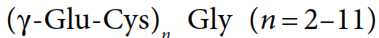 (γ-Glu-Cys)n Gly (n = 2–11)